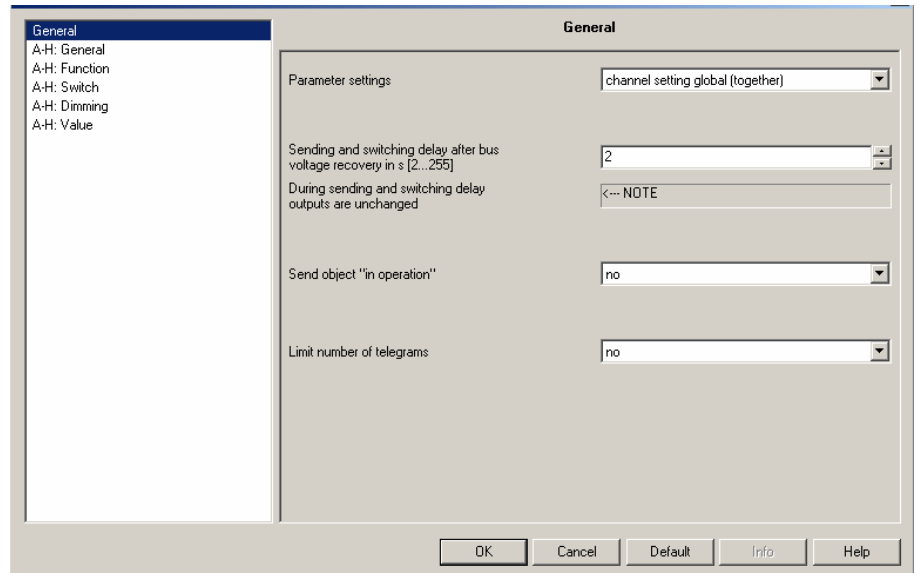 General
A-H: General
A-H: Function
A-H: Switch
A-H: Dimming
A-H: Value
General
Parameter settings
channel setting global (together)
Sending and switching delay after bus
voltage recovery in s [2...255]
2
During sending and switching delay
outputs are unchanged
<--- NOTE
Send object "in operation"
no
Limit number of telegrams
no
OK
Cancel
Default
Info
Help